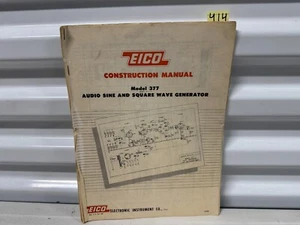 414
EICO
CONSTRUCTION MANUAL
Model 377
AUDIO SINE AND SQUARE WAVE GENERATOR
EICO
ELECTRONIC INSTRUMENT CO.,